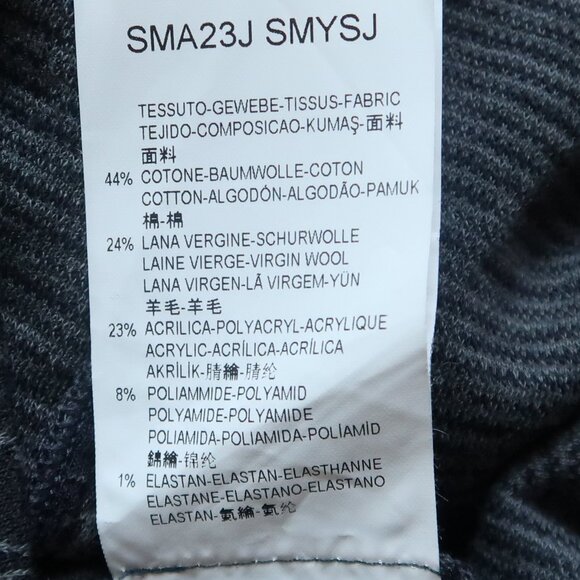 SMA23J SMYSJ
TESSUTO-GEWEBE-TISSUS-FABRIC
TEJIDO-COMPOSICAO-KUMAŞ-面料
面料
44% COTONE-BAUMWOLLE-COTON
COTTON-ALGODÓN-ALGODÃO-PAMUK
棉-棉
24% LANA VERGINE-SCHURWOLLE
LAINE VIERGE-VIRGIN WOOL
LANA VIRGEN-LÃ VIRGEM-YÜN
羊毛-羊毛
23% ACRILICA-POLYACRYL-ACRYLIQUE
ACRYLIC-ACRÍLICA-ACRÍLICA
AKRİLİK-腈綸-腈纶
8% POLIAMMIDE-POLYAMID
POLYAMIDE-POLYAMIDE
POLIAMIDA-POLIAMIDA-POLİAMİD
錦綸-锦纶
1% ELASTAN-ELASTAN-ELASTHANNE
ELASTANE-ELASTANO-ELASTANO
ELASTAN-氨綸-氨纶